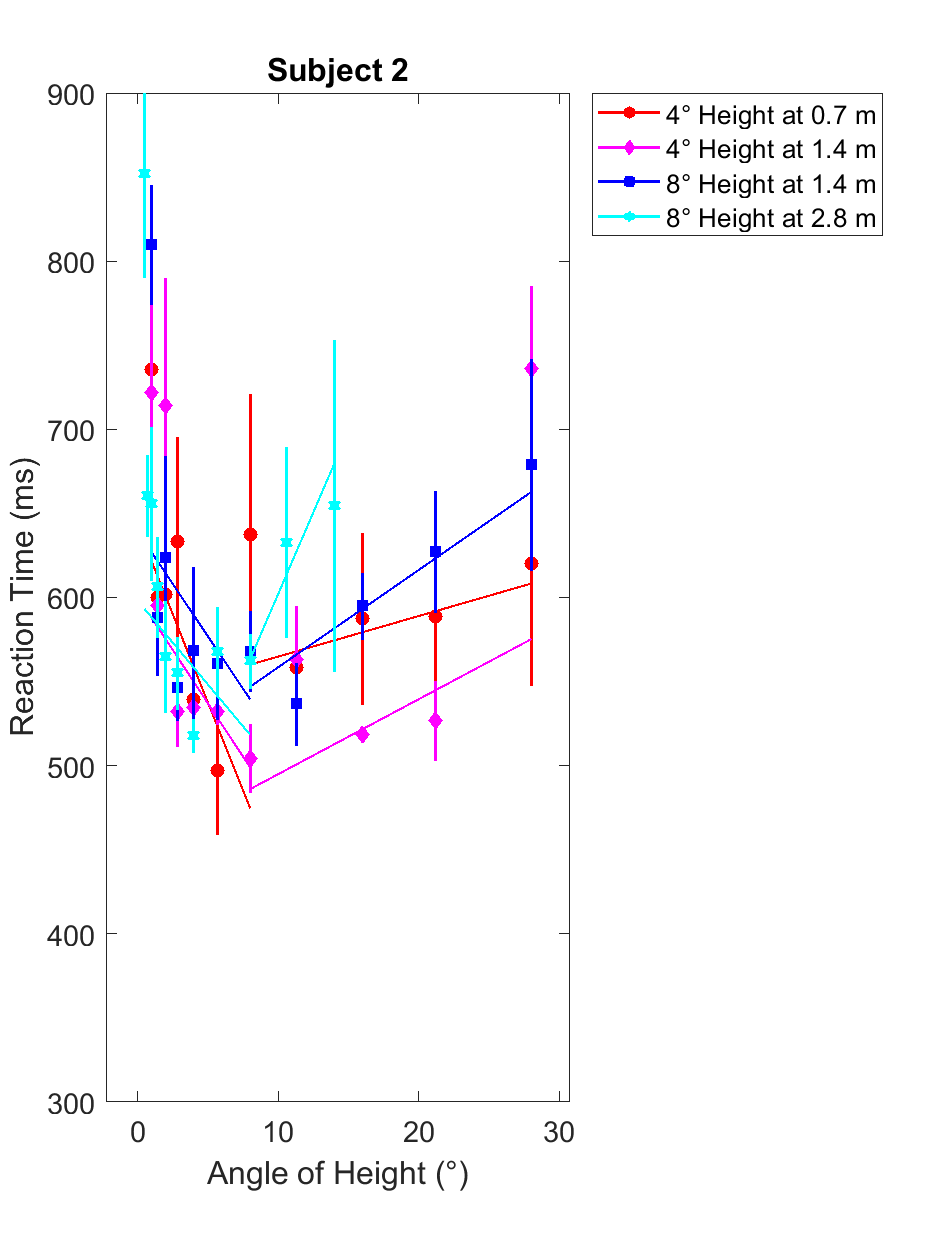 Subject 2
900
800
700
600
500
400
300
Reaction Time (ms)
0 10 20 30
Angle of Height (°)
4° Height at 0.7 m
4° Height at 1.4 m
8° Height at 1.4 m
8° Height at 2.8 m